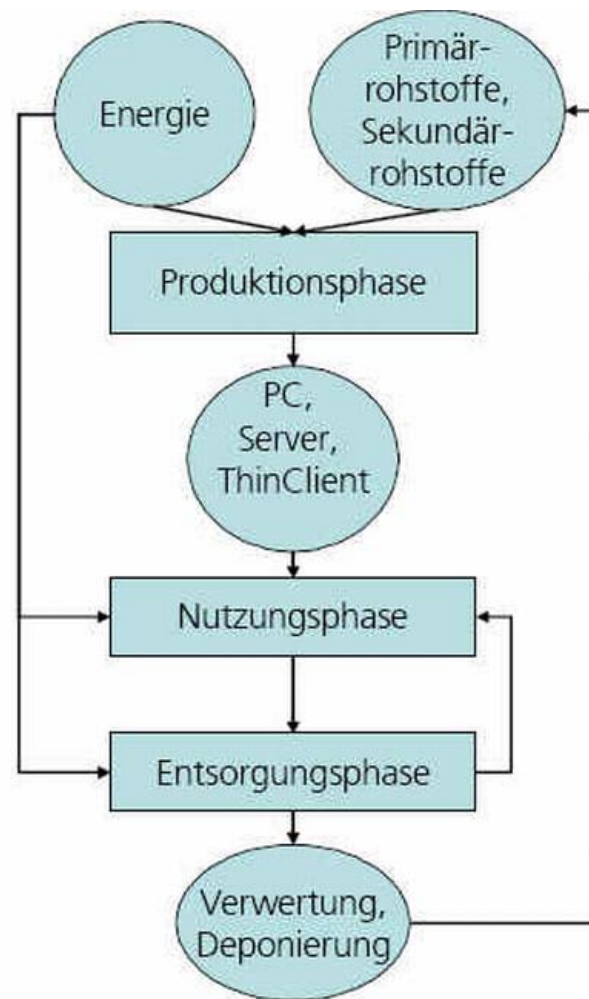 Energie
Primär-
rohstoffe,
Sekundär-
rohstoffe
Produktionsphase
PC,
Server,
ThinClient
Nutzungsphase
Entsorgungsphase
Verwertung,
Deponierung